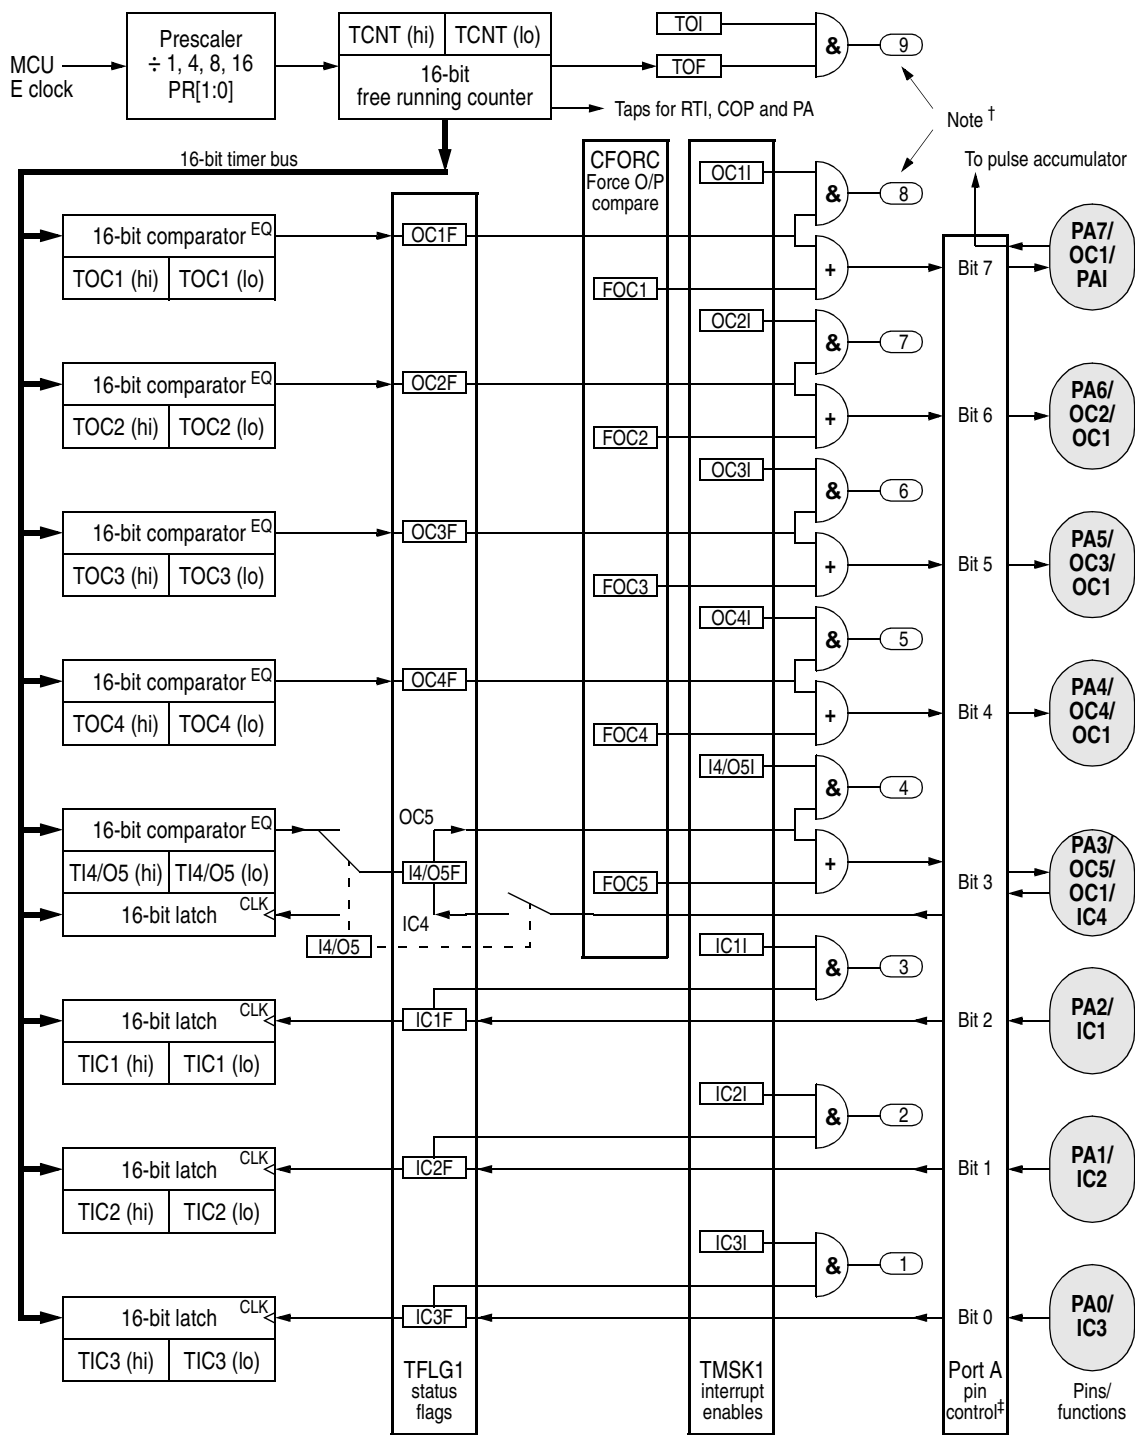 MCU
E clock
Prescaler
÷ 1, 4, 8, 16
PR[1:0]
TCNT (hi) TCNT (lo)
16-bit
free running counter
TOI
TOF
&
9
Taps for RTI, COP and PA
Note †
To pulse accumulator
16-bit timer bus
CFORC
Force O/P
compare
OC1I
&
8
16-bit comparator EQ
TOC1 (hi) TOC1 (lo)
OC1F
FOC1
+
Bit 7
PA7/
OC1/
PAI
OC2I
&
7
16-bit comparator EQ
TOC2 (hi) TOC2 (lo)
OC2F
FOC2
+
Bit 6
PA6/
OC2/
OC1
OC3I
&
6
16-bit comparator EQ
TOC3 (hi) TOC3 (lo)
OC3F
FOC3
+
Bit 5
PA5/
OC3/
OC1
OC4I
&
5
16-bit comparator EQ
TOC4 (hi) TOC4 (lo)
OC4F
FOC4
+
Bit 4
PA4/
OC4/
OC1
I4/O5I
&
4
16-bit comparator EQ
TI4/O5 (hi) TI4/O5 (lo)
16-bit latch CLK
OC5
I4/O5F
IC4
I4/O5
FOC5
+
Bit 3
PA3/
OC5/
OC1/
IC4
IC1I
&
3
16-bit latch CLK
TIC1 (hi) TIC1 (lo)
IC1F
Bit 2
PA2/
IC1
IC2I
&
2
16-bit latch CLK
TIC2 (hi) TIC2 (lo)
IC2F
Bit 1
PA1/
IC2
IC3I
&
1
16-bit latch CLK
TIC3 (hi) TIC3 (lo)
IC3F
Bit 0
PA0/
IC3
TFLG1
status
flags
TMSK1
interrupt
enables
Port A
pin
control‡
Pins/
functions